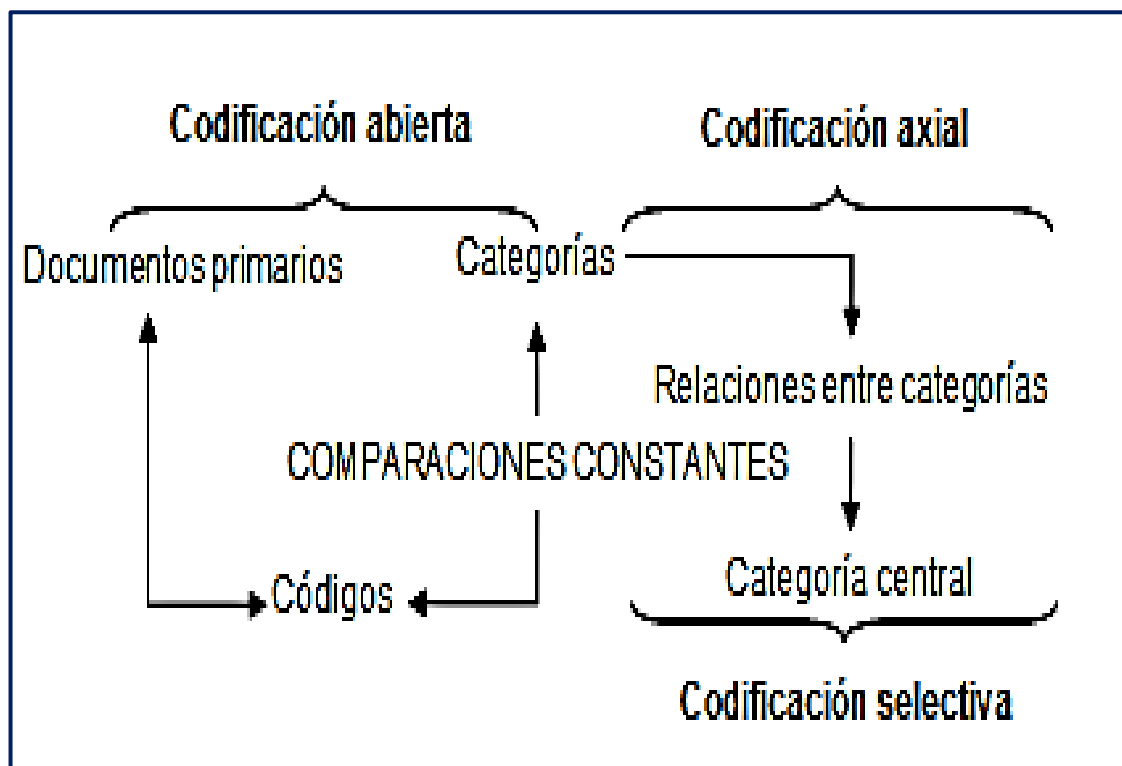 Codificación abierta
Codificación axial
Documentos primarios
Categorías
Relaciones entre categorías
COMPARACIONES CONSTANTES
Códigos
Categoría central
Codificación selectiva